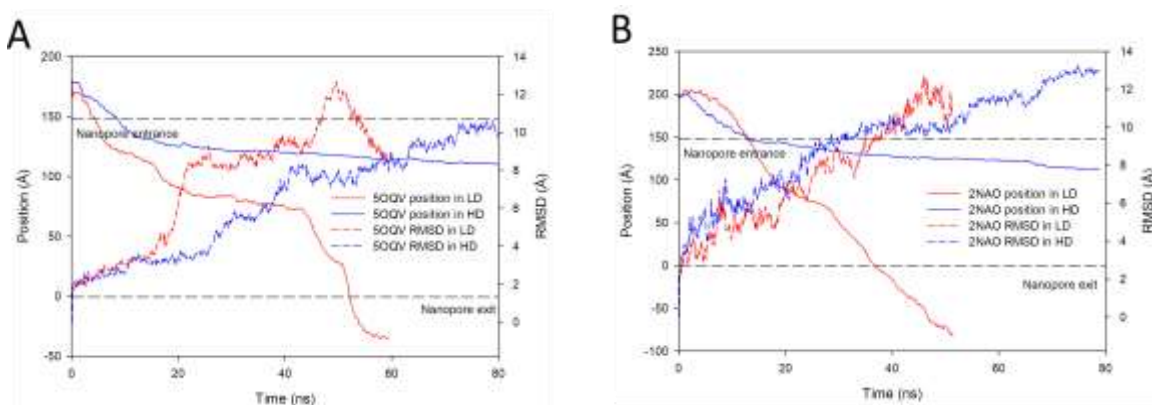 A
200
150
100
50
0
-50
Position (Å)
14
12
10
8
6
4
2
0
RMSD (Å)
Nanopore entrance
5OQV position in LD
5OQV position in HD
5OQV RMSD in LD
5OQV RMSD in HD
Nanopore exit
0 20 40 60 80
Time (ns)
B
250
200
150
100
50
0
-50
-100
Position (Å)
14
12
10
8
6
4
2
0
RMSD (Å)
Nanopore entrance
2NAO position in LD
2NAO position in HD
2NAO RMSD in LD
2NAO RMSD in HD
Nanopore exit
0 20 40 60 80
Time (ns)